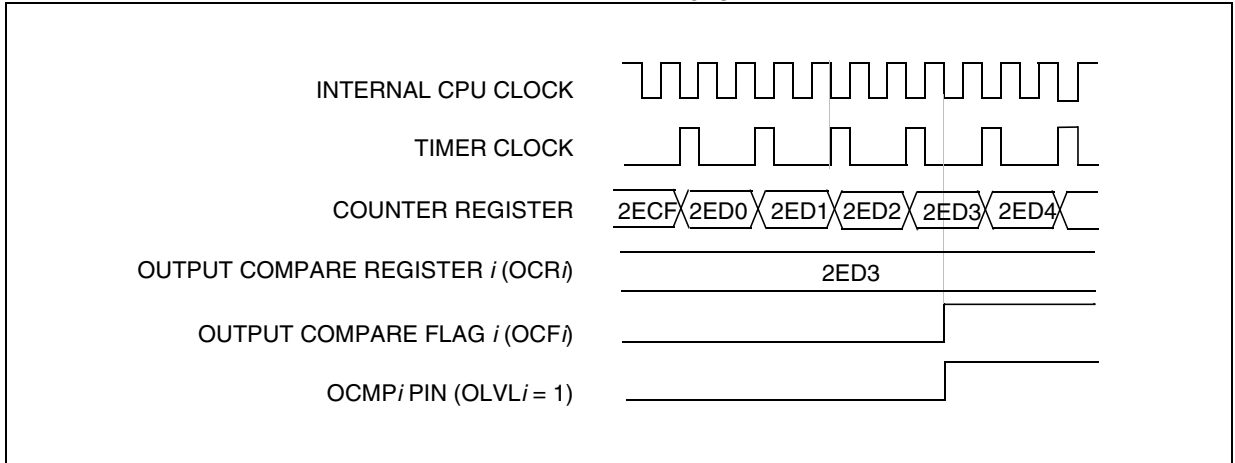 INTERNAL CPU CLOCK
TIMER CLOCK
COUNTER REGISTER 2ECF 2ED0 2ED1 2ED2 2ED3 2ED4
OUTPUT COMPARE REGISTER i (OCRi) 2ED3
OUTPUT COMPARE FLAG i (OCFi)
OCMPi PIN (OLVLi = 1)